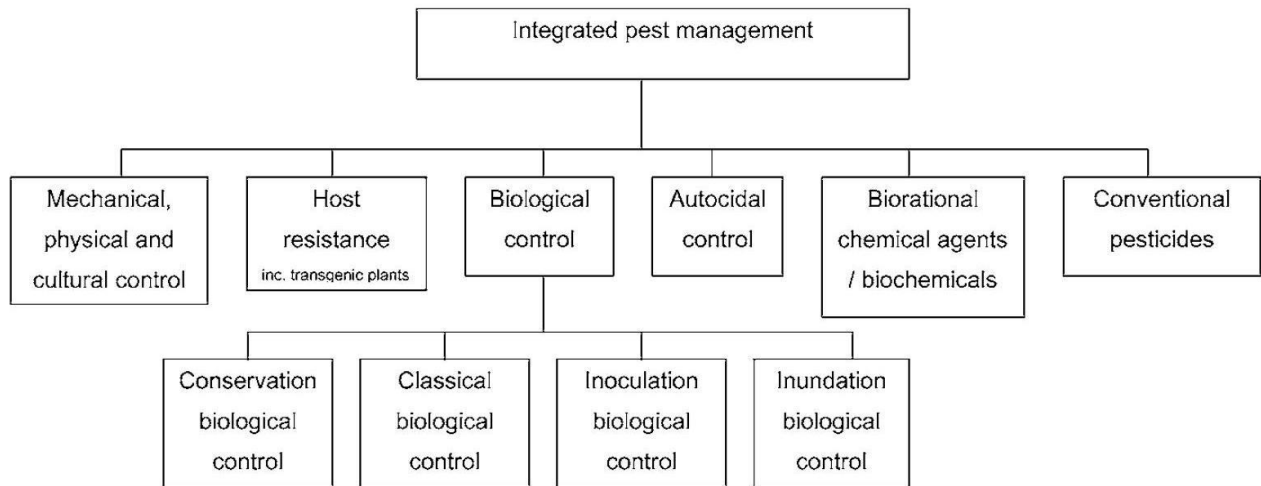 Integrated pest management
Mechanical,
physical and
cultural control
Host
resistance
inc. transgenic plants
Biological
control
Autocidal
control
Biorational
chemical agents
/ biochemicals
Conventional
pesticides
Conservation
biological
control
Classical
biological
control
Inoculation
biological
control
Inundation
biological
control